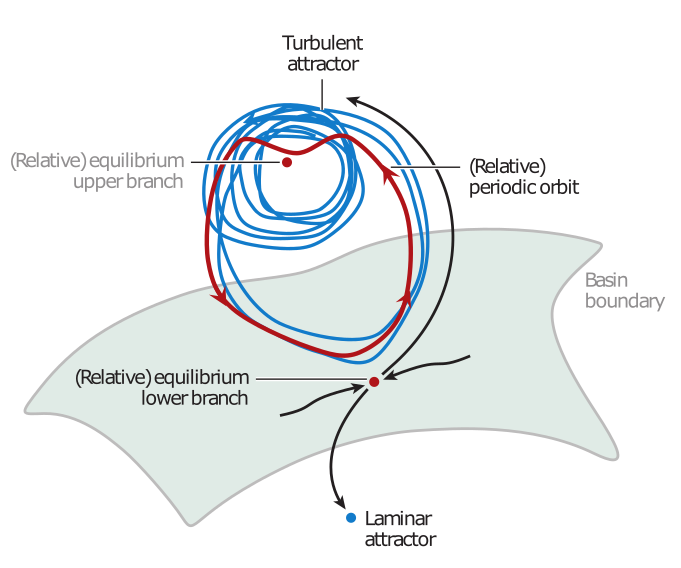 Turbulent
attractor
(Relative) equilibrium
upper branch
(Relative)
periodic orbit
Basin
boundary
(Relative) equilibrium
lower branch
Laminar
attractor